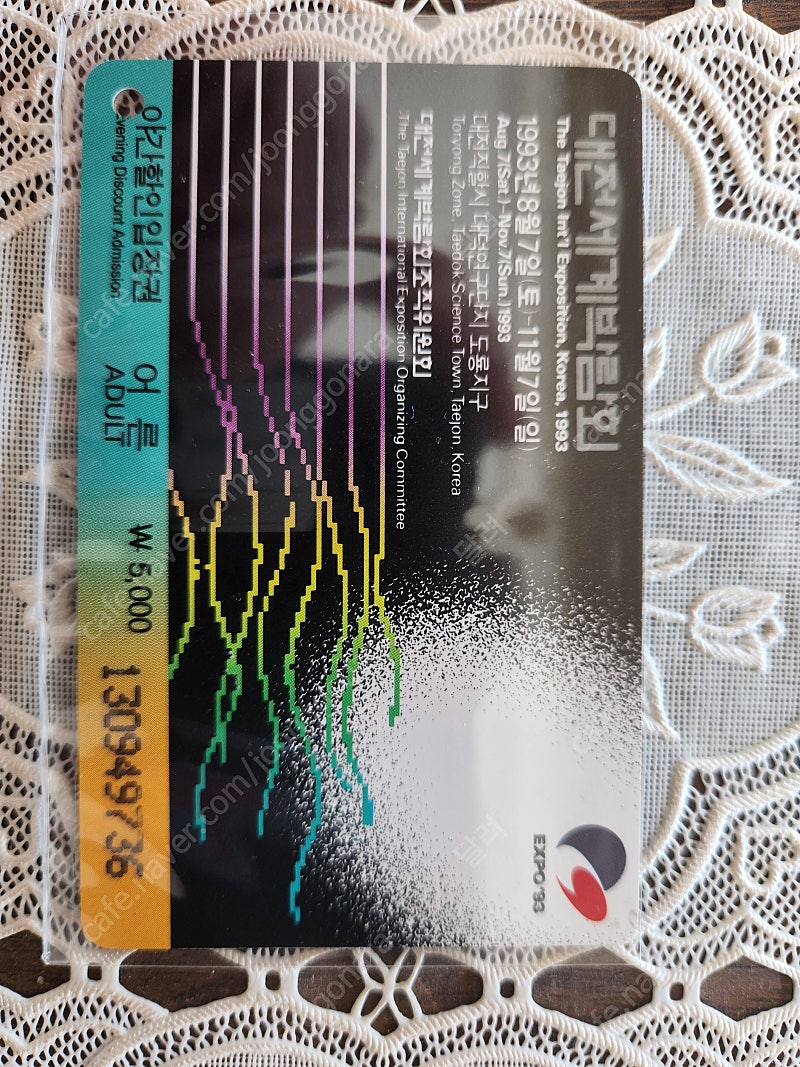 대전세계박람회
The Taejon Int'l Exposition, Korea, 1993
1993년8월7일(토)-11월7일(일)
Aug.7(Sat.)-Nov.7(Sun.)1993
대전직할시 대덕연구단지 도룡지구
Toryong Zone, Taedok Science Town, Taejon, Korea
대전세계박람회조직위원회
The Taejon International Exposition Organizing Committee
EXPO'93
야간할인입장권 어른 ₩5,000 130949736
Evening Discount Admission ADULT
cafe.naver.com/joonggonara
달러